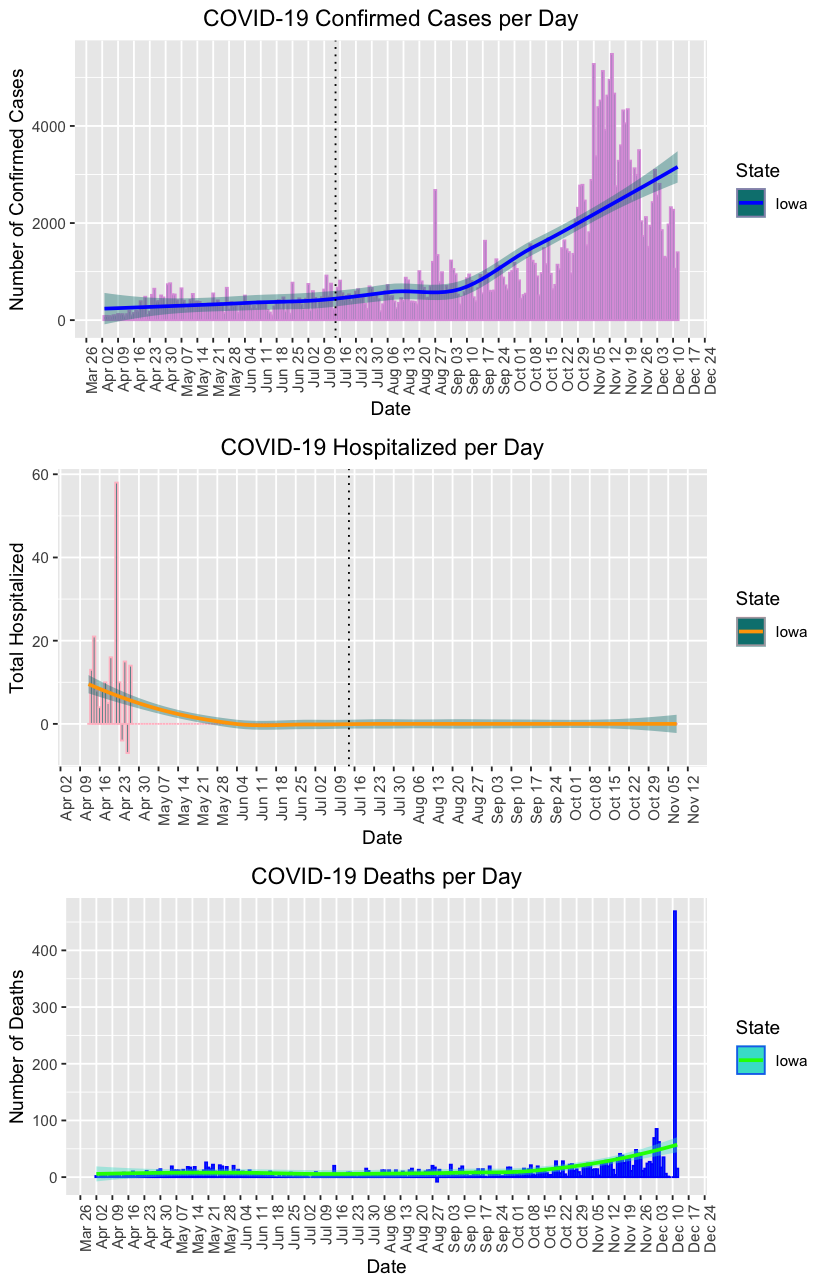 COVID-19 Confirmed Cases per Day
Number of Confirmed Cases
4000
2000
0
Mar 26
Apr 02
Apr 09
Apr 16
Apr 23
Apr 30
May 07
May 14
May 21
May 28
Jun 04
Jun 11
Jun 18
Jun 25
Jul 02
Jul 09
Jul 16
Jul 23
Jul 30
Aug 06
Aug 13
Aug 20
Aug 27
Sep 03
Sep 10
Sep 17
Sep 24
Oct 01
Oct 08
Oct 15
Oct 22
Oct 29
Nov 05
Nov 12
Nov 19
Nov 26
Dec 03
Dec 10
Dec 17
Dec 24
Date
State
Iowa
COVID-19 Hospitalized per Day
Total Hospitalized
60
40
20
0
Apr 02
Apr 09
Apr 16
Apr 23
Apr 30
May 07
May 14
May 21
May 28
Jun 04
Jun 11
Jun 18
Jun 25
Jul 02
Jul 09
Jul 16
Jul 23
Jul 30
Aug 06
Aug 13
Aug 20
Aug 27
Sep 03
Sep 10
Sep 17
Sep 24
Oct 01
Oct 08
Oct 15
Oct 22
Oct 29
Nov 05
Nov 12
Date
State
Iowa
COVID-19 Deaths per Day
Number of Deaths
400
300
200
100
0
Mar 26
Apr 02
Apr 09
Apr 16
Apr 23
Apr 30
May 07
May 14
May 21
May 28
Jun 04
Jun 11
Jun 18
Jun 25
Jul 02
Jul 09
Jul 16
Jul 23
Jul 30
Aug 06
Aug 13
Aug 20
Aug 27
Sep 03
Sep 10
Sep 17
Sep 24
Oct 01
Oct 08
Oct 15
Oct 22
Oct 29
Nov 05
Nov 12
Nov 19
Nov 26
Dec 03
Dec 10
Dec 17
Dec 24
Date
State
Iowa